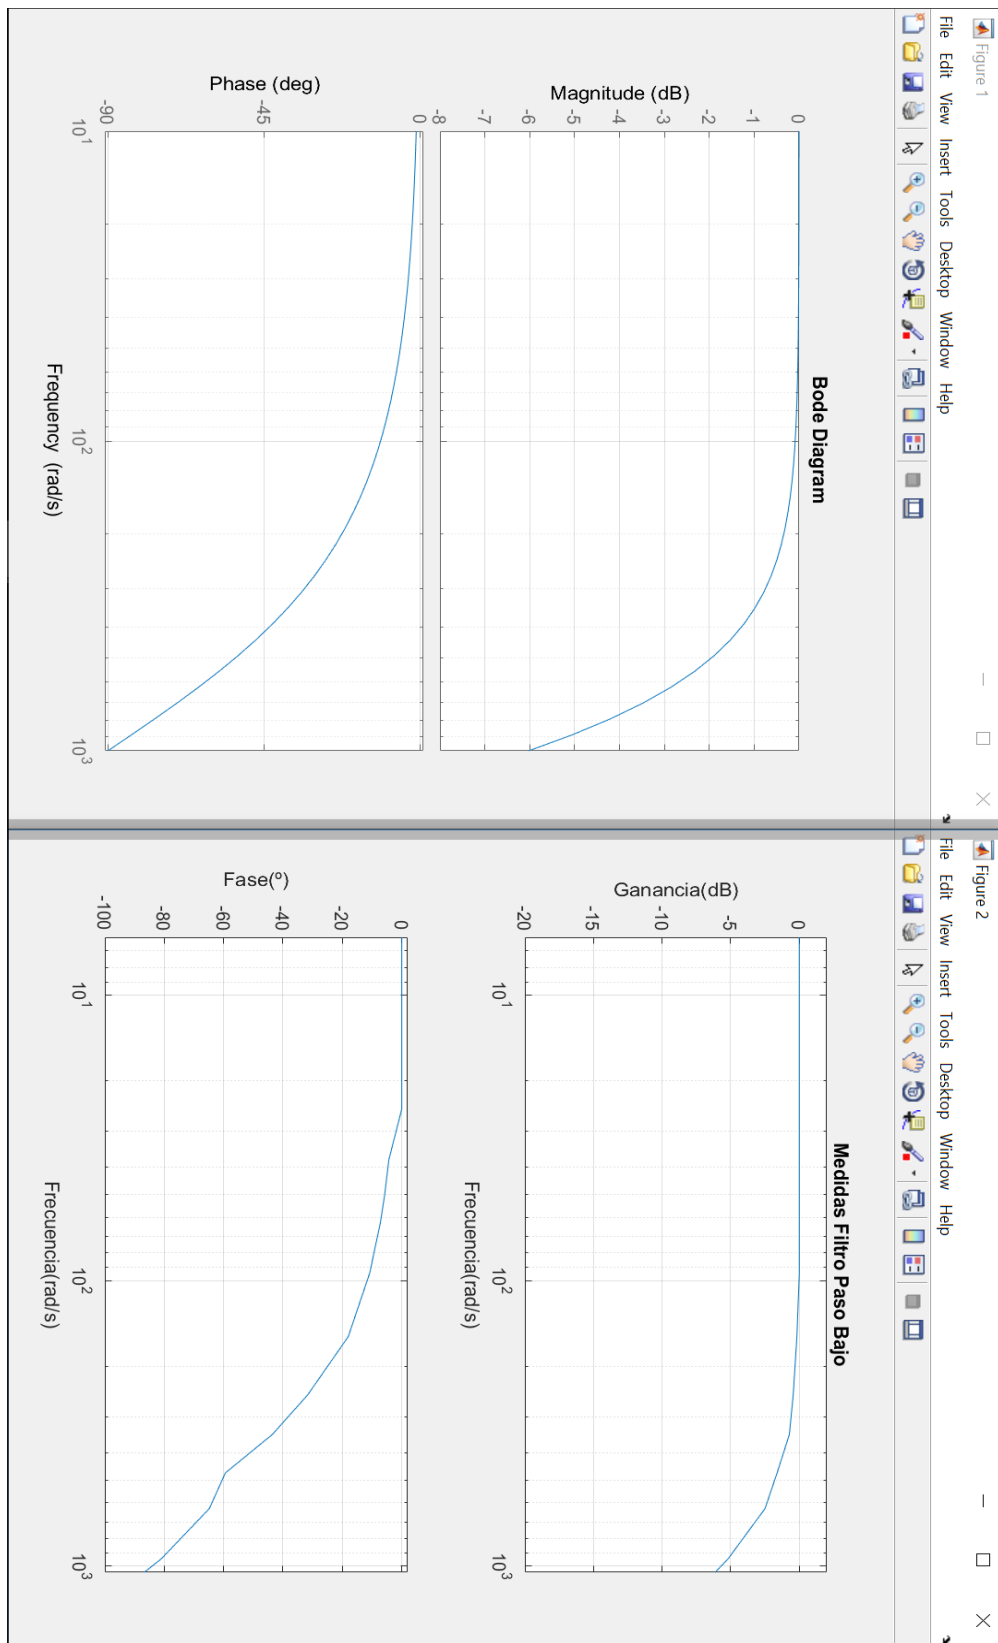 Figure 1
File Edit View Insert Tools Desktop Window Help
Bode Diagram
Magnitude (dB)
0
-1
-2
-3
-4
-5
-6
-7
-8
Phase (deg)
0
-45
-90
10^1 10^2 10^3
Frequency (rad/s)
Figure 2
File Edit View Insert Tools Desktop Window Help
Medidas Filtro Paso Bajo
Ganancia(dB)
0
-5
-10
-15
-20
10^1 10^2 10^3
Frecuencia(rad/s)
Fase(º)
0
-20
-40
-60
-80
-100
10^1 10^2 10^3
Frecuencia(rad/s)